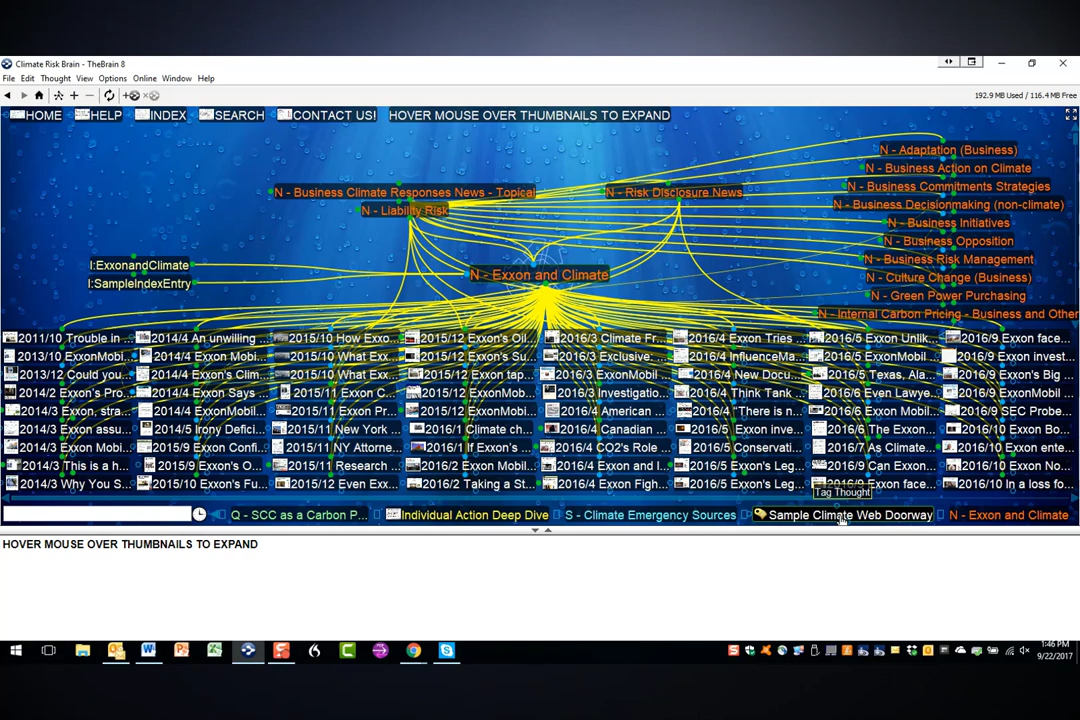 Climate Risk Brain - TheBrain 8
File Edit Thought View Options Online Window Help
192.9 MB Used / 116.4 MB Free
HOME HELP INDEX SEARCH CONTACT US! HOVER MOUSE OVER THUMBNAILS TO EXPAND
N - Adaptation (Business)
N - Business Action on Climate
N - Business Climate Responses News - Topical N - Risk Disclosure News N - Business Commitments Strategies
N - Liability Risk N - Business Decisionmaking (non-climate)
N - Business Initiatives
N - Business Opposition
I:ExxonandClimate N - Business Risk Management
N - Exxon and Climate N - Culture Change (Business)
I:SampleIndexEntry
N - Green Power Purchasing
N - Internal Carbon Pricing - Business and Other
2011/10 Trouble in ... 2014/4 An unwilling ... 2015/10 How Exxo... 2015/12 Exxon's Oil... 2016/3 Climate Fr... 2016/4 Exxon Tries ... 2016/5 Exxon Unlik... 2016/9 Exxon face...
2013/10 ExxonMobi... 2014/4 Exxon Mobi... 2015/10 What Exx... 2015/12 Exxon's Su... 2016/3 Exclusive... 2016/4 InfluenceMa... 2016/5 ExxonMobil ... 2016/9 Exxon invest...
2013/12 Could you... 2014/4 Exxon's Clim... 2015/10 What Exx... 2015/12 Exxon tap... 2016/3 ExxonMobil ... 2016/4 New Docu... 2016/5 Texas, Ala... 2016/9 Exxon's Big ...
2014/2 Exxon's Pro... 2014/4 Exxon Says ... 2015/11 Exxon C... 2015/12 ExxonMob... 2016/3 Investigatio... 2016/4 Think Tank ... 2016/6 Even Lawye... 2016/9 ExxonMobil ...
2014/3 Exxon, stra... 2014/4 ExxonMobil... 2015/11 Exxon Pr... 2015/12 ExxonMobi... 2016/4 American ... 2016/4 "There is n... 2016/6 Exxon Mobil ... 2016/9 SEC Probe...
2014/3 Exxon assu... 2014/5 Irony Defici... 2015/11 New York ... 2016/1 Climate ch... 2016/4 Canadian ... 2016/5 Exxon inve... 2016/6 The Exxon... 2016/10 Exxon Bo...
2014/3 Exxon Mobi... 2015/9 Exxon Confi... 2015/11 NY Attorne... 2016/1 If Exxon's ... 2016/4 CO2's Role ... 2016/5 Conservati... 2016/7 As Climate... 2016/10 Exxon ente...
2014/3 This is a h... 2015/9 Exxon's O... 2015/11 Research ... 2016/2 Exxon Mobil... 2016/4 Exxon and I... 2016/5 Exxon's Leg... 2016/9 Can Exxon... 2016/10 Exxon No...
2014/3 Why You S... 2015/10 Exxon's Fu... 2015/12 Even Exx... 2016/2 Taking a St... 2016/4 Exxon Figh... 2016/5 Exxon's Leg... 2016/9 Exxon face... 2016/10 In a loss fo...
Tag Thought
Q - SCC as a Carbon P... Individual Action Deep Dive S - Climate Emergency Sources Sample Climate Web Doorway N - Exxon and Climate
HOVER MOUSE OVER THUMBNAILS TO EXPAND
1:46 PM
9/22/2017